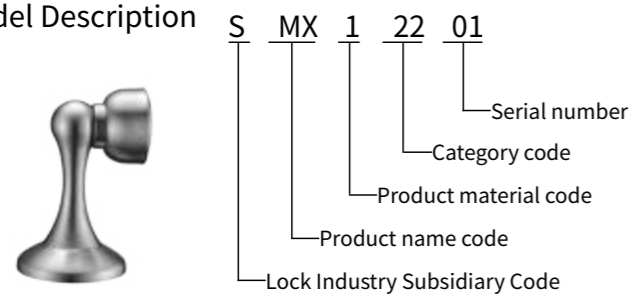 Description
S MX 1 22 01
Serial number
Category code
Product material code
Product name code
Lock Industry Subsidiary Code